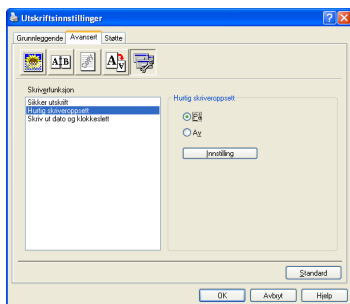 Utskriftsinnstillinger
Grunnleggende Avansert Støtte
Skriverfunksjon
Sikker utskrift
Hurtig skriveroppsett
Skriv ut dato og klokkeslett
Hurtig skriveroppsett
På
Av
Innstilling
Standard
OK Avbryt Hjelp